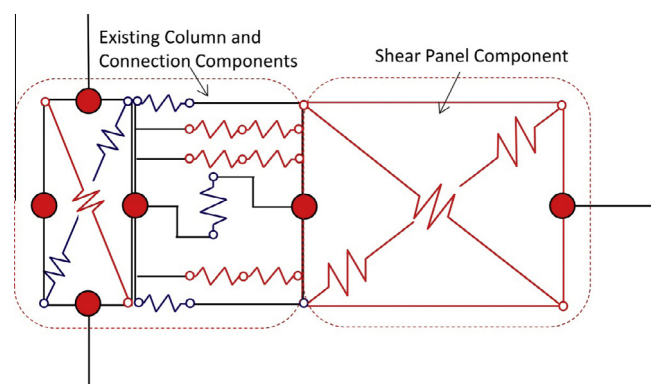 Existing Column and
Connection Components
Shear Panel Component